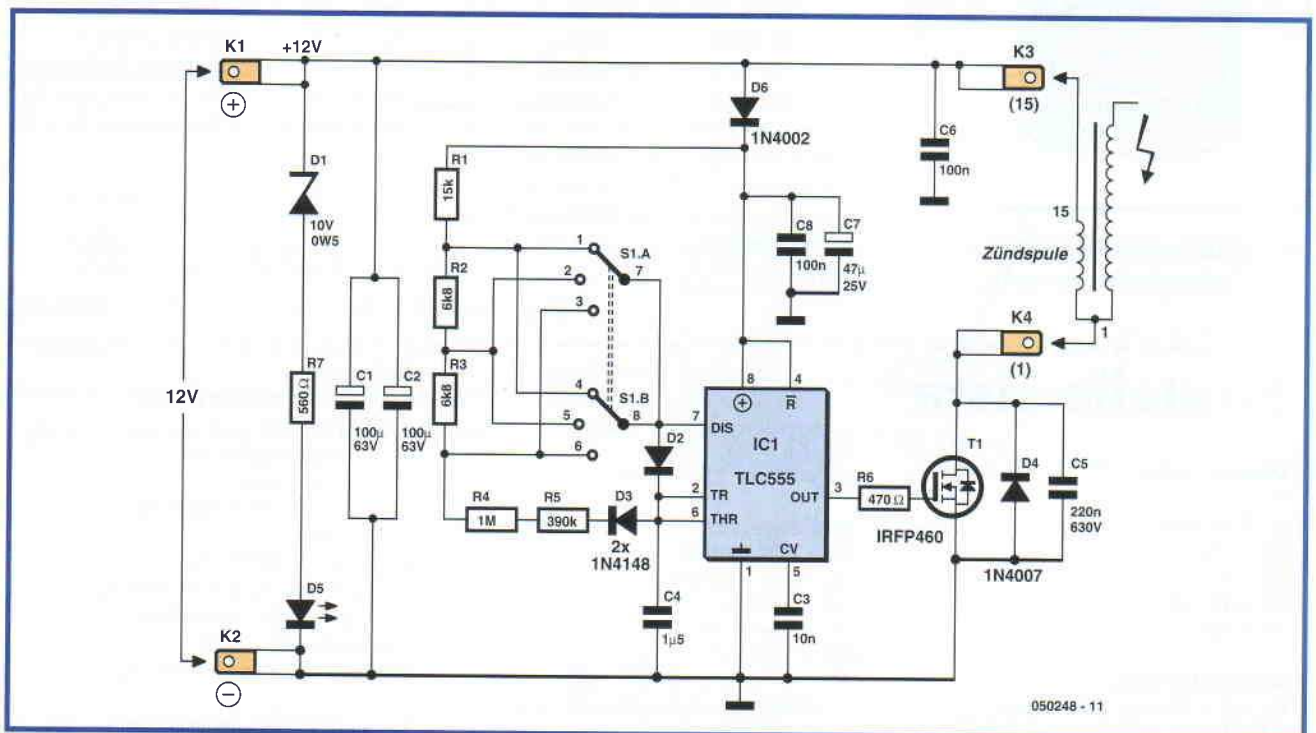 K1
+12V
+
D1
10V
0W5
R7
560Ω
12V
C1
100µ
63V
C2
100µ
63V
D5
K2
−
R1
15k
R2
6k8
R3
6k8
R4
1M
R5
390k
D3
2x
1N4148
1
2
3
4
5
6
S1.A
7
S1.B
8
D2
D6
1N4002
C8
100n
C7
47µ
25V
8
4
+
R
7
DIS
IC1
TLC555
2
TR
6
THR
OUT
3
CV
1
5
C4
1µ5
C3
10n
R6
470Ω
T1
IRFP460
D4
1N4007
C5
220n
630V
C6
100n
K3
(15)
15
Zündspule
1
K4
(1)
050248 - 11